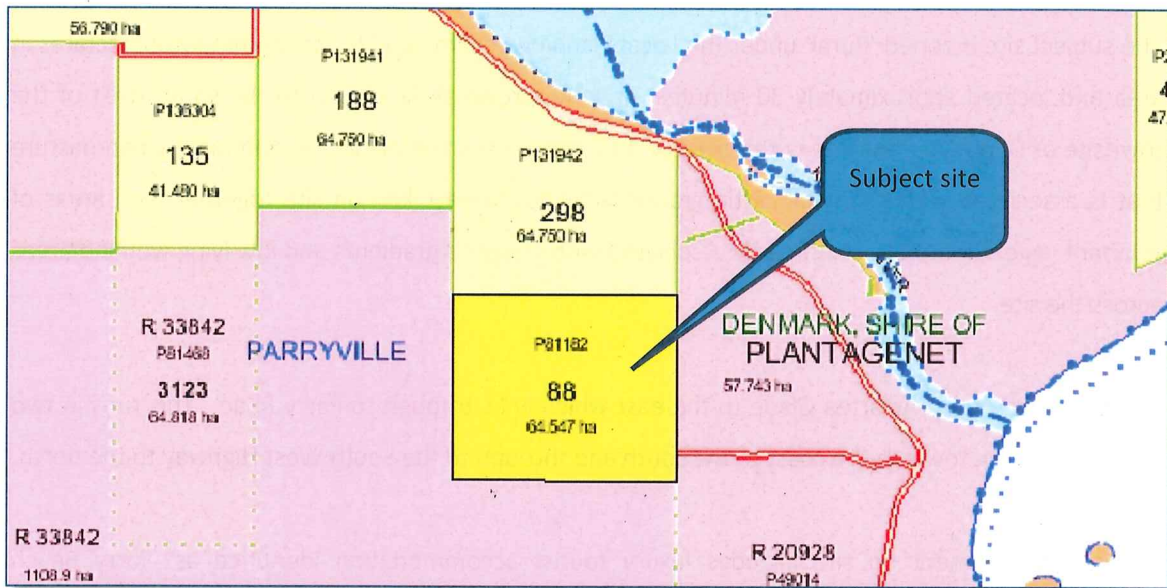 56.790 ha
P136304
135
41.480 ha
P131941
188
64.750 ha
P131942
298
64.750 ha
Subject site
R 33842
P81468
3123
64.818 ha
PARRYVILLE
P81182
88
64.547 ha
DENMARK, SHIRE OF
PLANTAGENET
57.743 ha
R 33842
1108.9 ha
R 20928
P49014